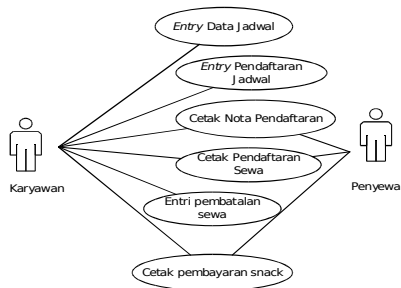 Entry Data Jadwal
Entry Pendaftaran
Jadwal
Cetak Nota Pendaftaran
Cetak Pendaftaran
Sewa
Karyawan
Penyewa
Entri pembatalan
sewa
Cetak pembayaran snack